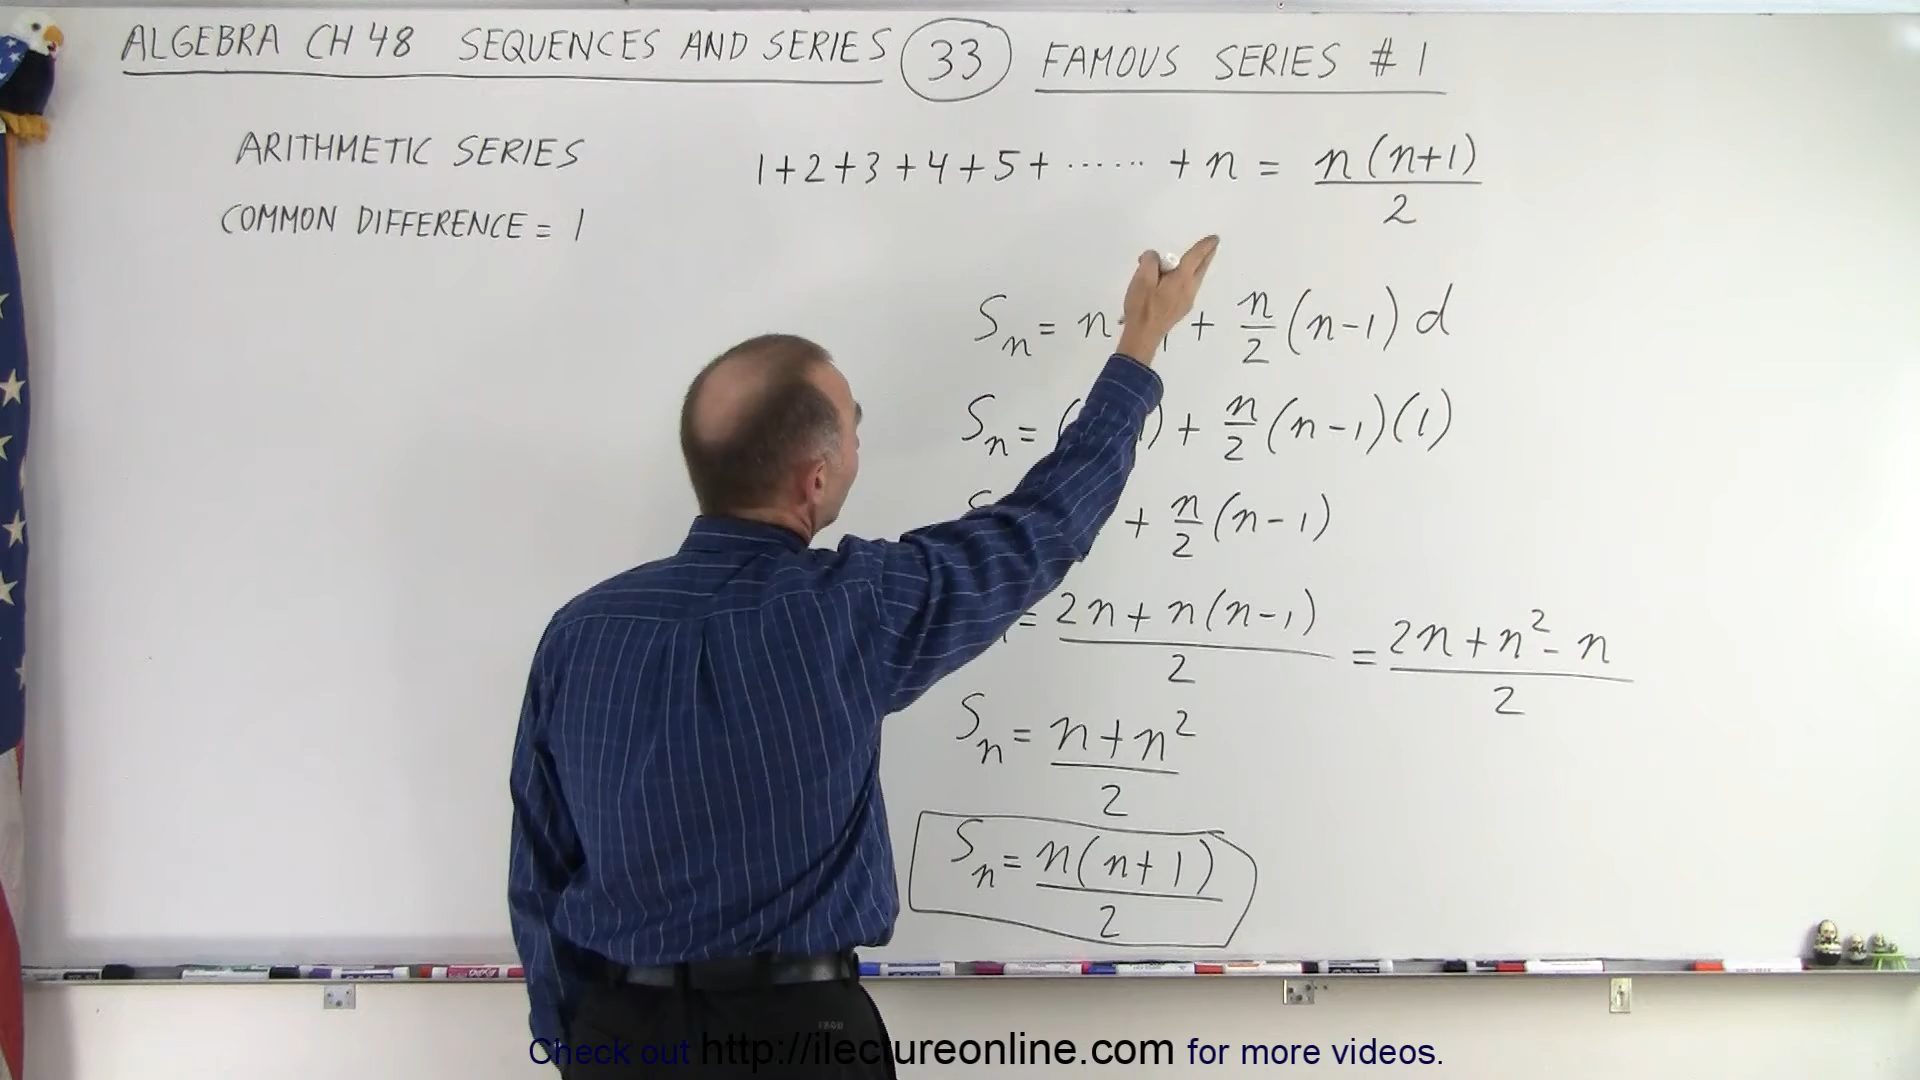 ALGEBRA CH 48 SEQUENCES AND SERIES 33 FAMOUS SERIES # 1
ARITHMETIC SERIES
COMMON DIFFERENCE = 1
1+2+3+4+5+ ...... + n = n(n+1)/2
Sₙ = n + n/2 (n-1) d
Sₙ = ( ) + n/2 (n-1)(1)
+ n/2 (n-1)
= 2n + n(n-1)/2 = 2n + n² - n/2
Sₙ = n + n²/2
Sₙ = n(n+1)/2
Check out http://ilectureonline.com for more videos.